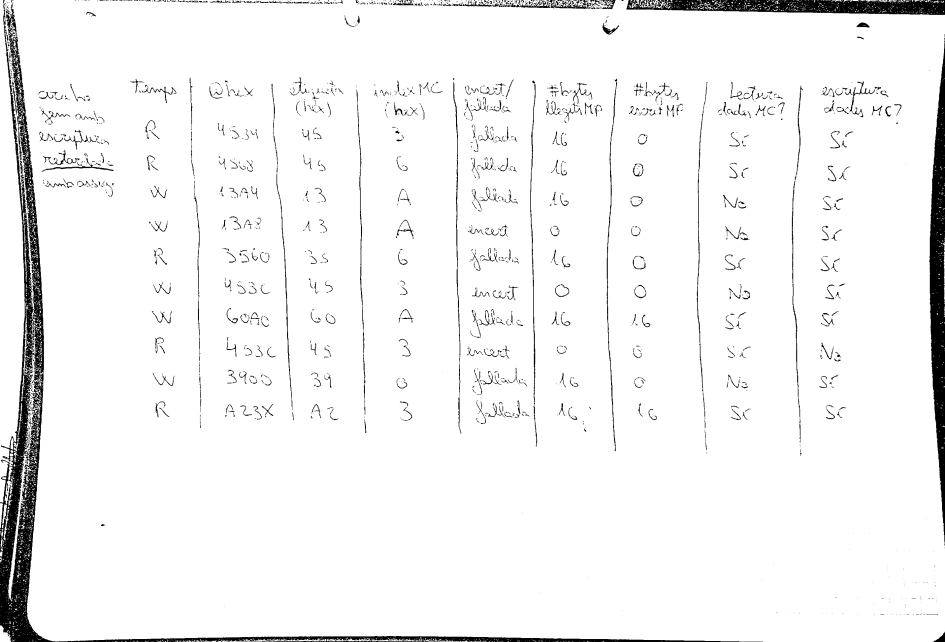 temps @hex etiqueta (hex) index MC (hex) encert/ fallada #bytes llegits MP #bytes escrit MP Lectura dades MC? escriptura dades MC?
ara ho
fem amb
escriptura
retardada
amb assig.
R 4534 45 3 fallada 16 0 Sí Sí
R 4568 45 6 fallada 16 0 Sí Sí
W 13A4 13 A fallada 16 0 No Sí
W 13A8 13 A encert 0 0 No Sí
R 3560 35 6 fallada 16 0 Sí Sí
W 453C 45 3 encert 0 0 No Sí
W 60A0 60 A fallada 16 16 Sí Sí
R 453C 45 3 encert 0 0 Sí No
W 3900 39 0 fallada 16 0 No Sí
R A23X A2 3 fallada 16 16 Sí Sí